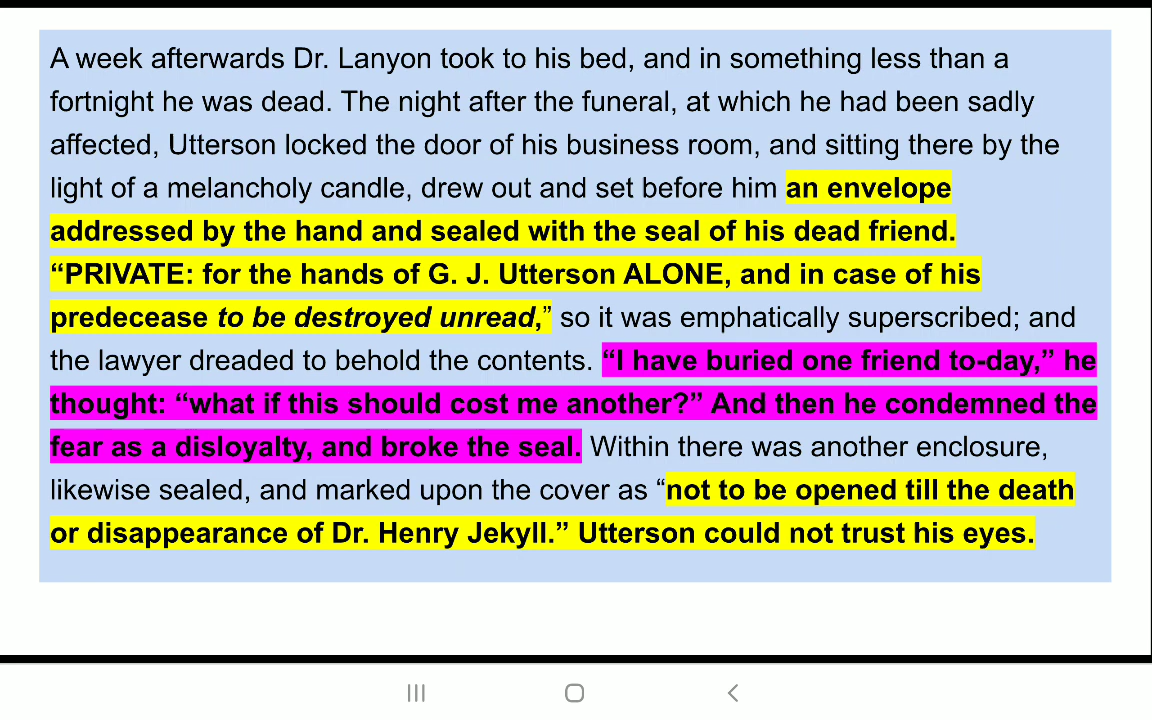 A week afterwards Dr. Lanyon took to his bed, and in something less than a
fortnight he was dead. The night after the funeral, at which he had been sadly
affected, Utterson locked the door of his business room, and sitting there by the
light of a melancholy candle, drew out and set before him an envelope
addressed by the hand and sealed with the seal of his dead friend.
“PRIVATE: for the hands of G. J. Utterson ALONE, and in case of his
predecease to be destroyed unread,” so it was emphatically superscribed; and
the lawyer dreaded to behold the contents. “I have buried one friend to-day,” he
thought: “what if this should cost me another?” And then he condemned the
fear as a disloyalty, and broke the seal. Within there was another enclosure,
likewise sealed, and marked upon the cover as “not to be opened till the death
or disappearance of Dr. Henry Jekyll.” Utterson could not trust his eyes.